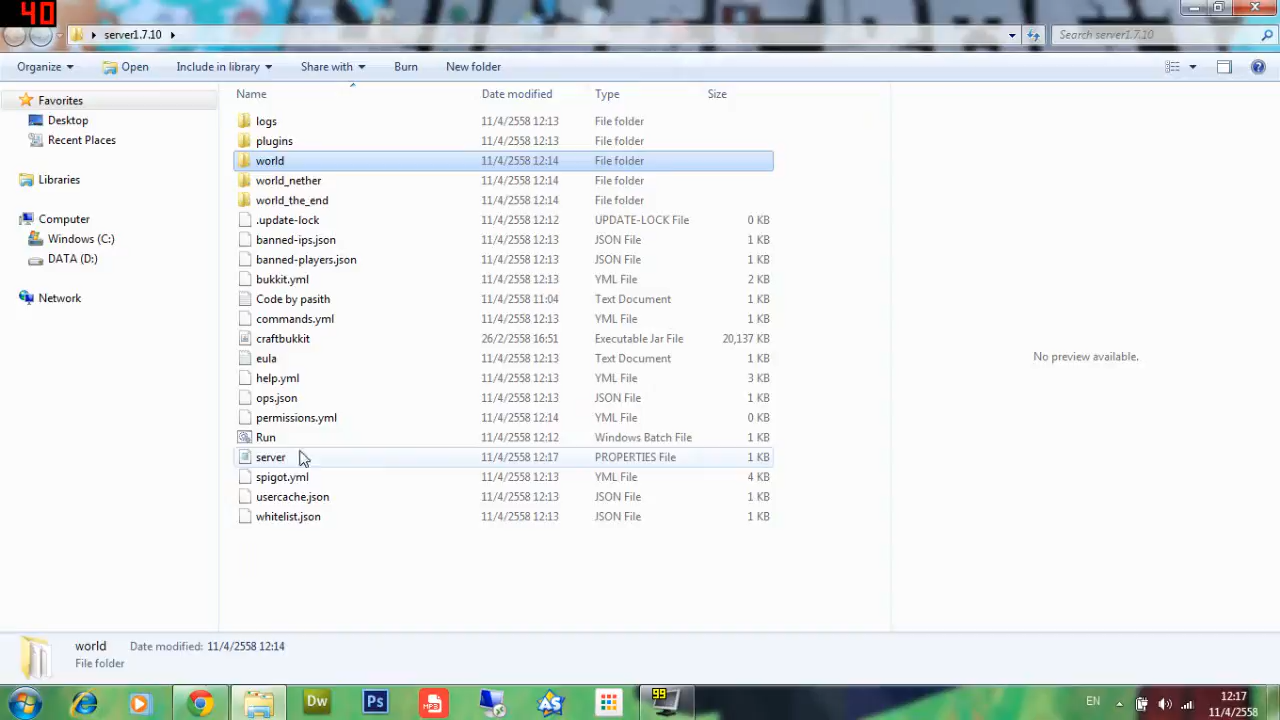 40
server1.7.10
Search server1.7.10
Organize Open Include in library Share with Burn New folder
Favorites
Desktop
Recent Places
Libraries
Computer
Windows (C:)
DATA (D:)
Network
Name Date modified Type Size
logs 11/4/2558 12:13 File folder
plugins 11/4/2558 12:13 File folder
world 11/4/2558 12:14 File folder
world_nether 11/4/2558 12:14 File folder
world_the_end 11/4/2558 12:14 File folder
.update-lock 11/4/2558 12:12 UPDATE-LOCK File 0 KB
banned-ips.json 11/4/2558 12:13 JSON File 1 KB
banned-players.json 11/4/2558 12:13 JSON File 1 KB
bukkit.yml 11/4/2558 12:13 YML File 2 KB
Code by pasith 11/4/2558 11:04 Text Document 1 KB
commands.yml 11/4/2558 12:13 YML File 1 KB
craftbukkit 26/2/2558 16:51 Executable Jar File 20,137 KB
eula 11/4/2558 12:13 Text Document 1 KB
help.yml 11/4/2558 12:13 YML File 3 KB
ops.json 11/4/2558 12:13 JSON File 1 KB
permissions.yml 11/4/2558 12:14 YML File 0 KB
Run 11/4/2558 12:12 Windows Batch File 1 KB
server 11/4/2558 12:17 PROPERTIES File 1 KB
spigot.yml 11/4/2558 12:13 YML File 4 KB
usercache.json 11/4/2558 12:13 JSON File 1 KB
whitelist.json 11/4/2558 12:13 JSON File 1 KB
No preview available.
world Date modified: 11/4/2558 12:14
File folder
Dw Ps MP3 AS 99 EN 12:17
11/4/2558